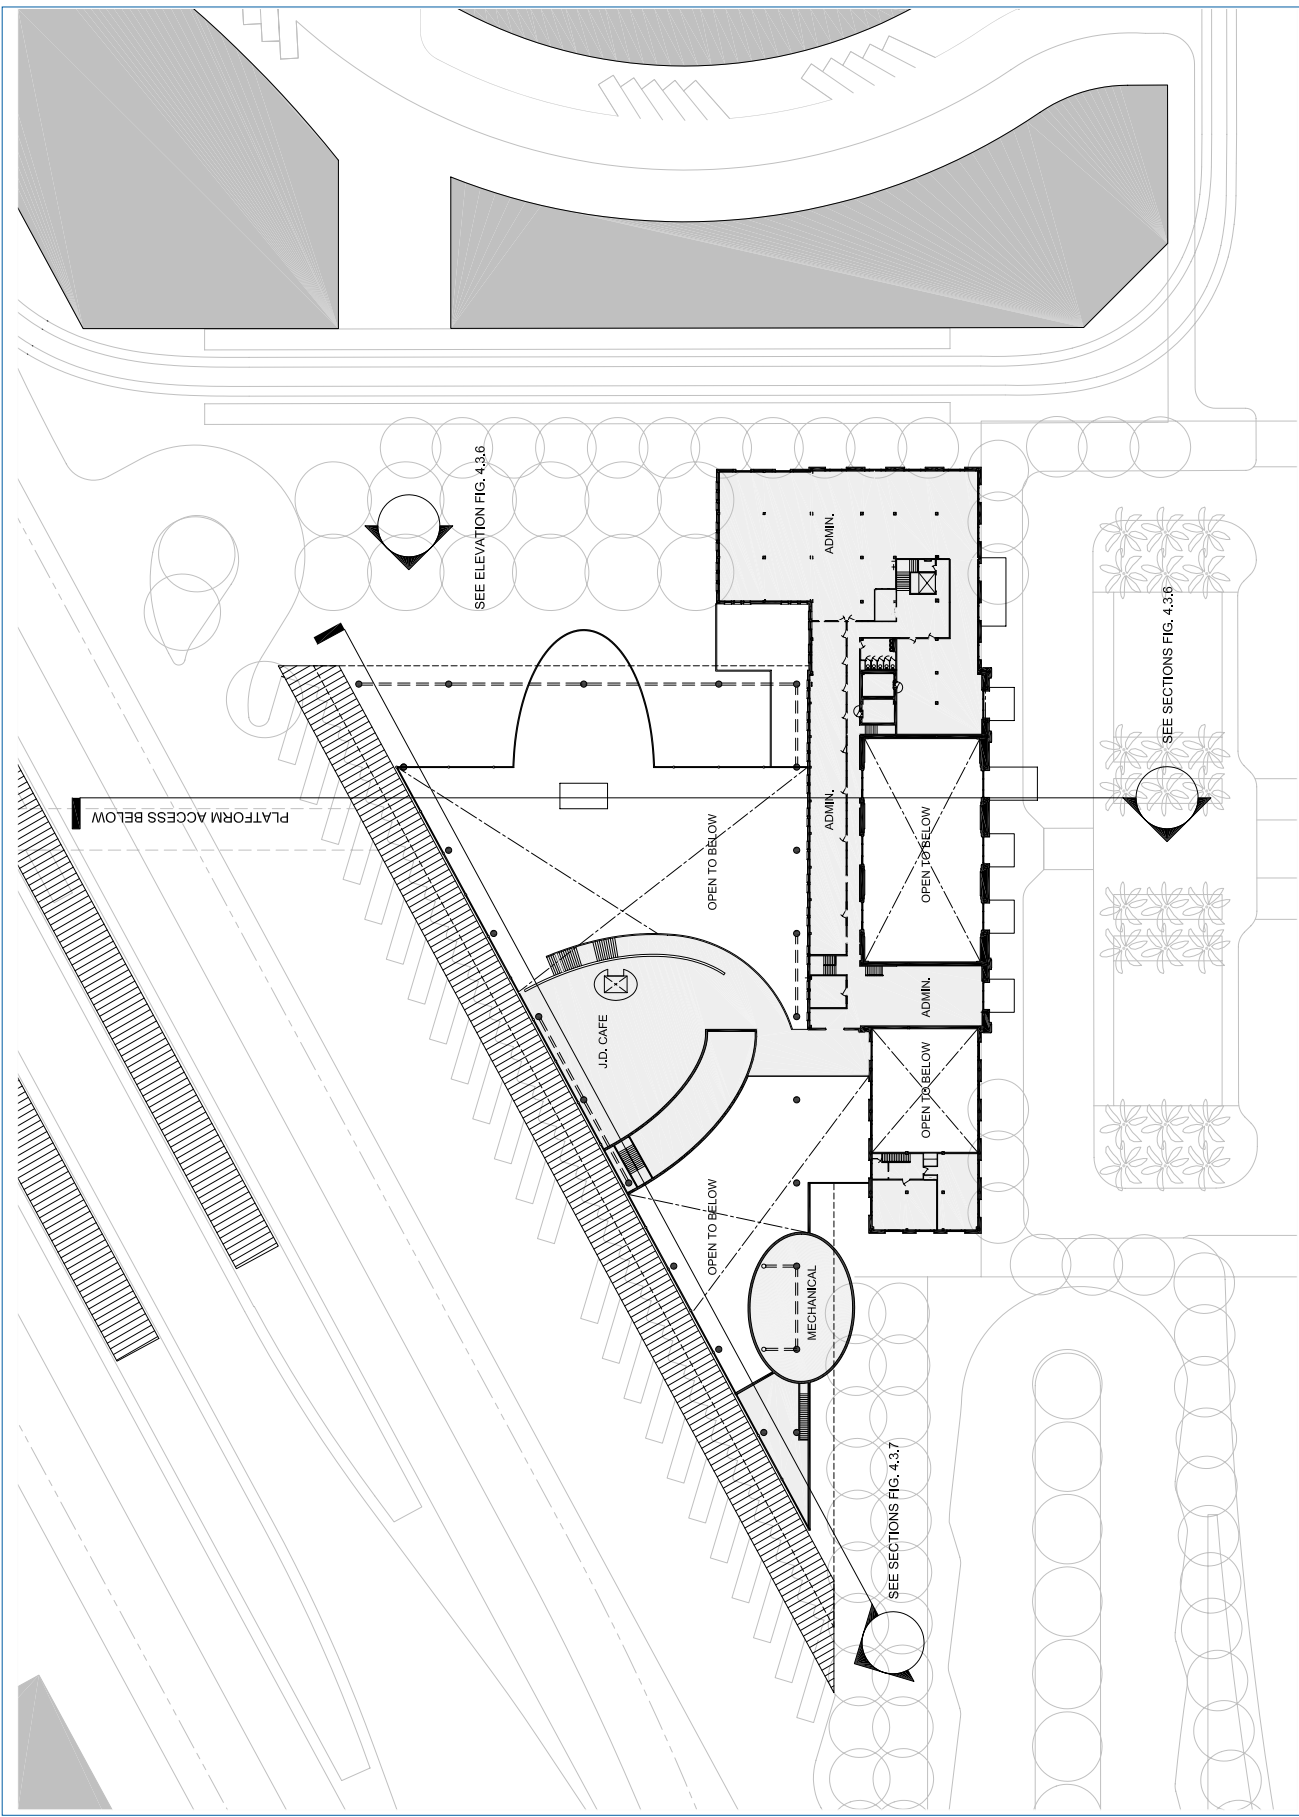 SEE ELEVATION FIG. 4.3.6
ADMIN.
SEE SECTIONS FIG. 4.3.6
PLATFORM ACCESS BELOW
OPEN TO BELOW
ADMIN.
OPEN TO BELOW
J.D. CAFE
ADMIN.
OPEN TO BELOW
OPEN TO BELOW
MECHANICAL
SEE SECTIONS FIG. 4.3.7